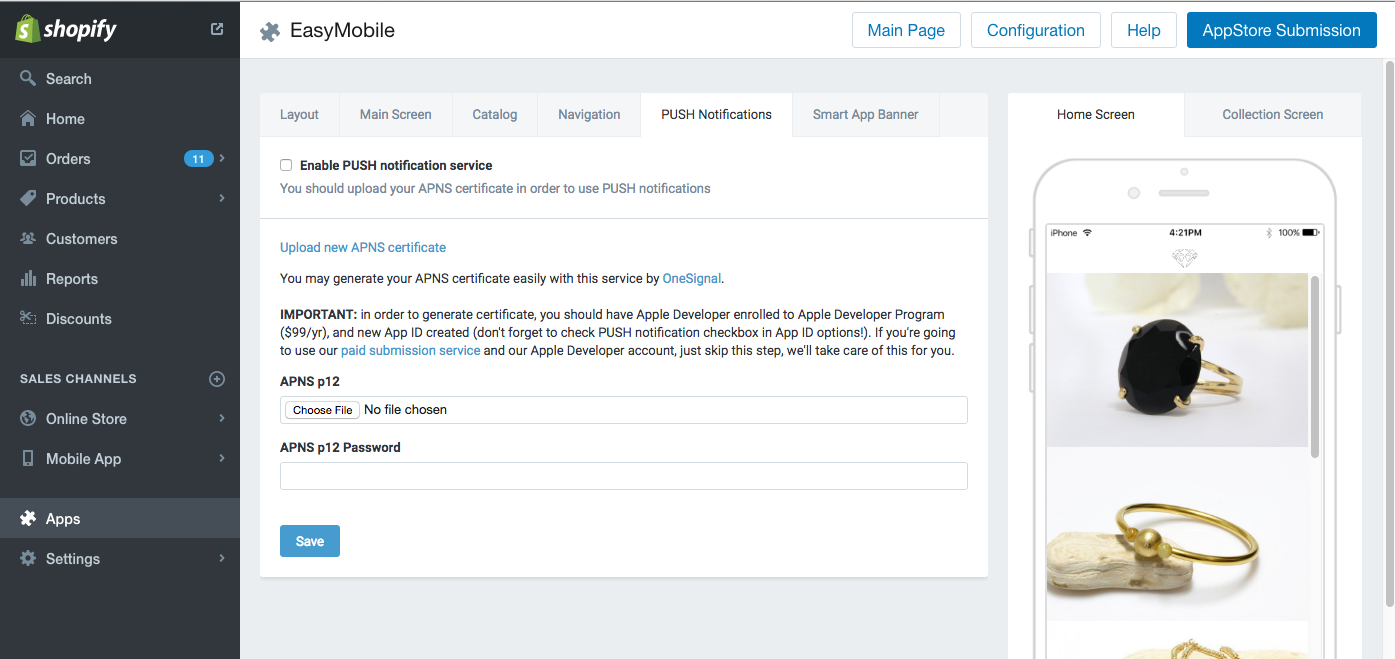 shopify
EasyMobile
Main Page
Configuration
Help
AppStore Submission
Search
Home
Orders
11
Products
Customers
Reports
Discounts
SALES CHANNELS
Online Store
Mobile App
Apps
Settings
Layout
Main Screen
Catalog
Navigation
PUSH Notifications
Smart App Banner
Enable PUSH notification service
You should upload your APNS certificate in order to use PUSH notifications
Upload new APNS certificate
You may generate your APNS certificate easily with this service by OneSignal.
IMPORTANT: in order to generate certificate, you should have Apple Developer enrolled to Apple Developer Program
($99/yr), and new App ID created (don't forget to check PUSH notification checkbox in App ID options!). If you're going
to use our paid submission service and our Apple Developer account, just skip this step, we'll take care of this for you.
APNS p12
Choose File No file chosen
APNS p12 Password
Save
Home Screen
Collection Screen
iPhone
4:21PM
100%